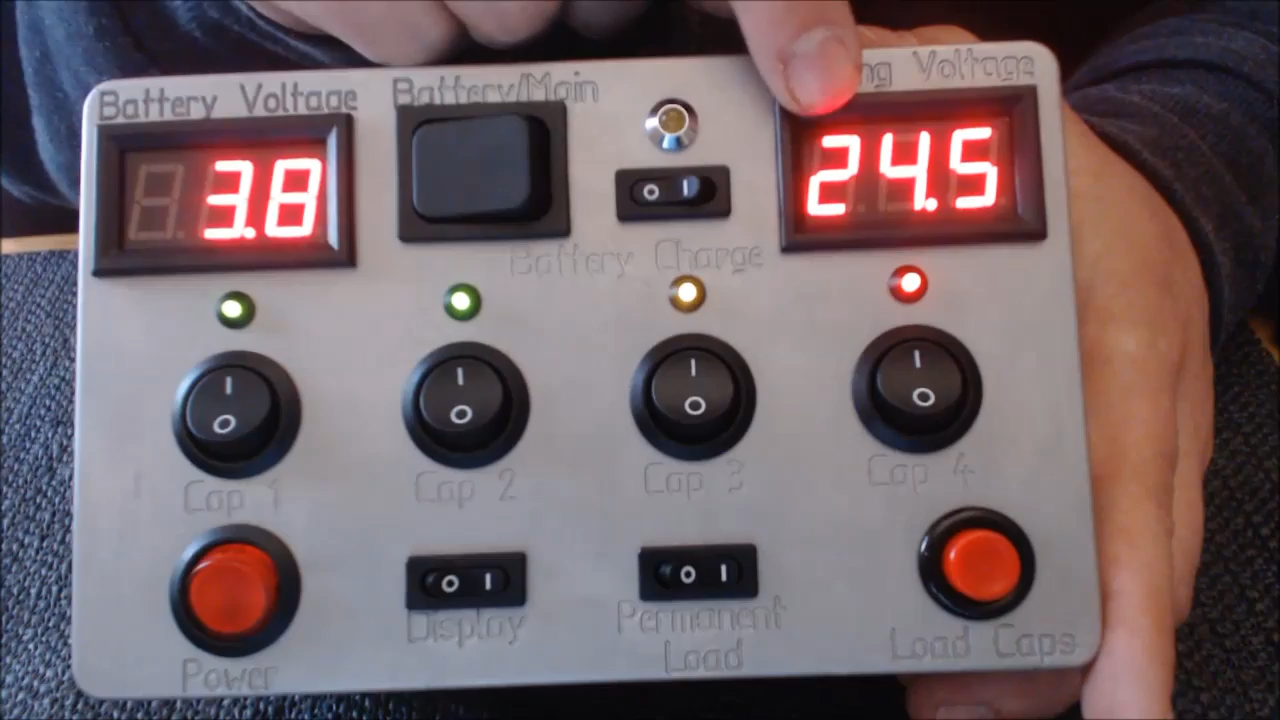 Battery Voltage
Battery/Main
ng Voltage
3.8
24.5
O I
Battery Charge
I
O
I
O
I
O
I
O
Cap 1
Cap 2
Cap 3
Cap 4
O I
O I
Display
Permanent
Load
Load Caps
Power